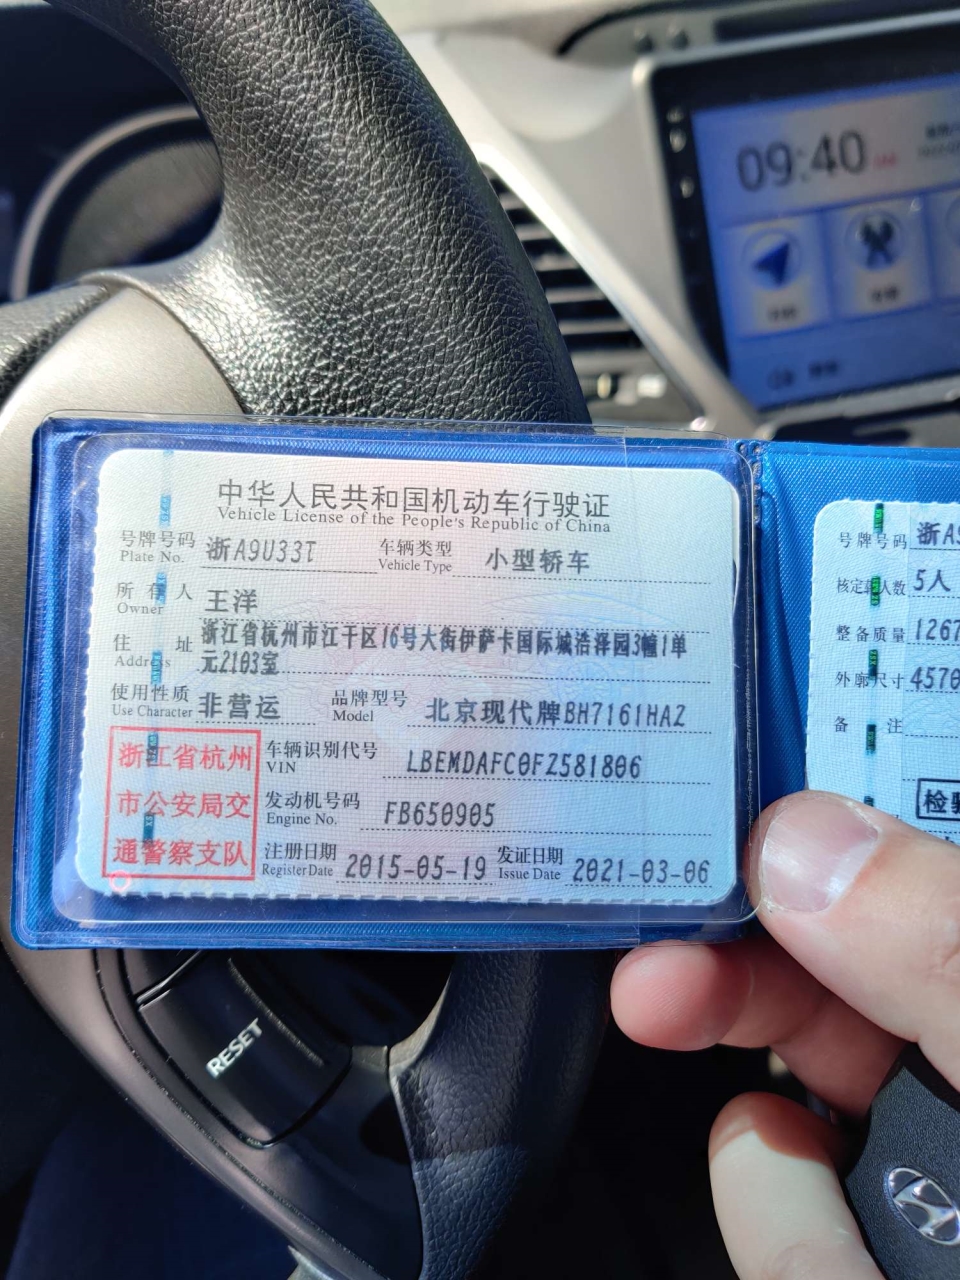 09:40
中华人民共和国机动车行驶证
Vehicle License of the People's Republic of China
号牌号码 浙A9U33T 车辆类型 小型轿车
Plate No. Vehicle Type
所有人 王洋
Owner
住址 浙江省杭州市江干区16号大街伊萨卡国际城浩泽园3幢1单
Address 元2103室
使用性质 非营运 品牌型号 北京现代牌BH7161HAZ
Use Character Model
浙江省杭州
市公安局交
通警察支队
车辆识别代号 LBEMDAFC0FZ581806
VIN
发动机号码 FB650905
Engine No.
注册日期 2015-05-19 发证日期 2021-03-06
Register Date Issue Date
号牌号码 浙A9
核定载人数 5人
整备质量 1267
外廓尺寸 4570
备注
检验
RESET